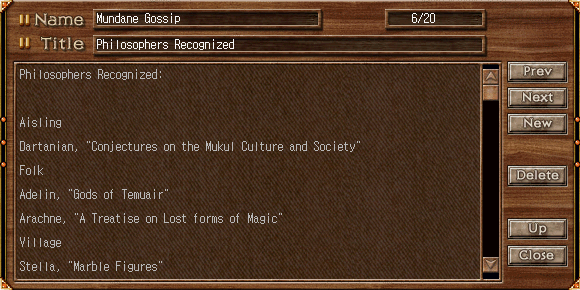 Name Mundane Gossip 6/20
Title Philosophers Recognized
Philosophers Recognized:
Aisling
Dartanian, "Conjectures on the Mukul Culture and Society"
Folk
Adelin, "Gods of Temuair"
Arachne, "A Treatise on Lost forms of Magic"
Village
Stella, "Marble Figures"
Prev
Next
New
Delete
Up
Close